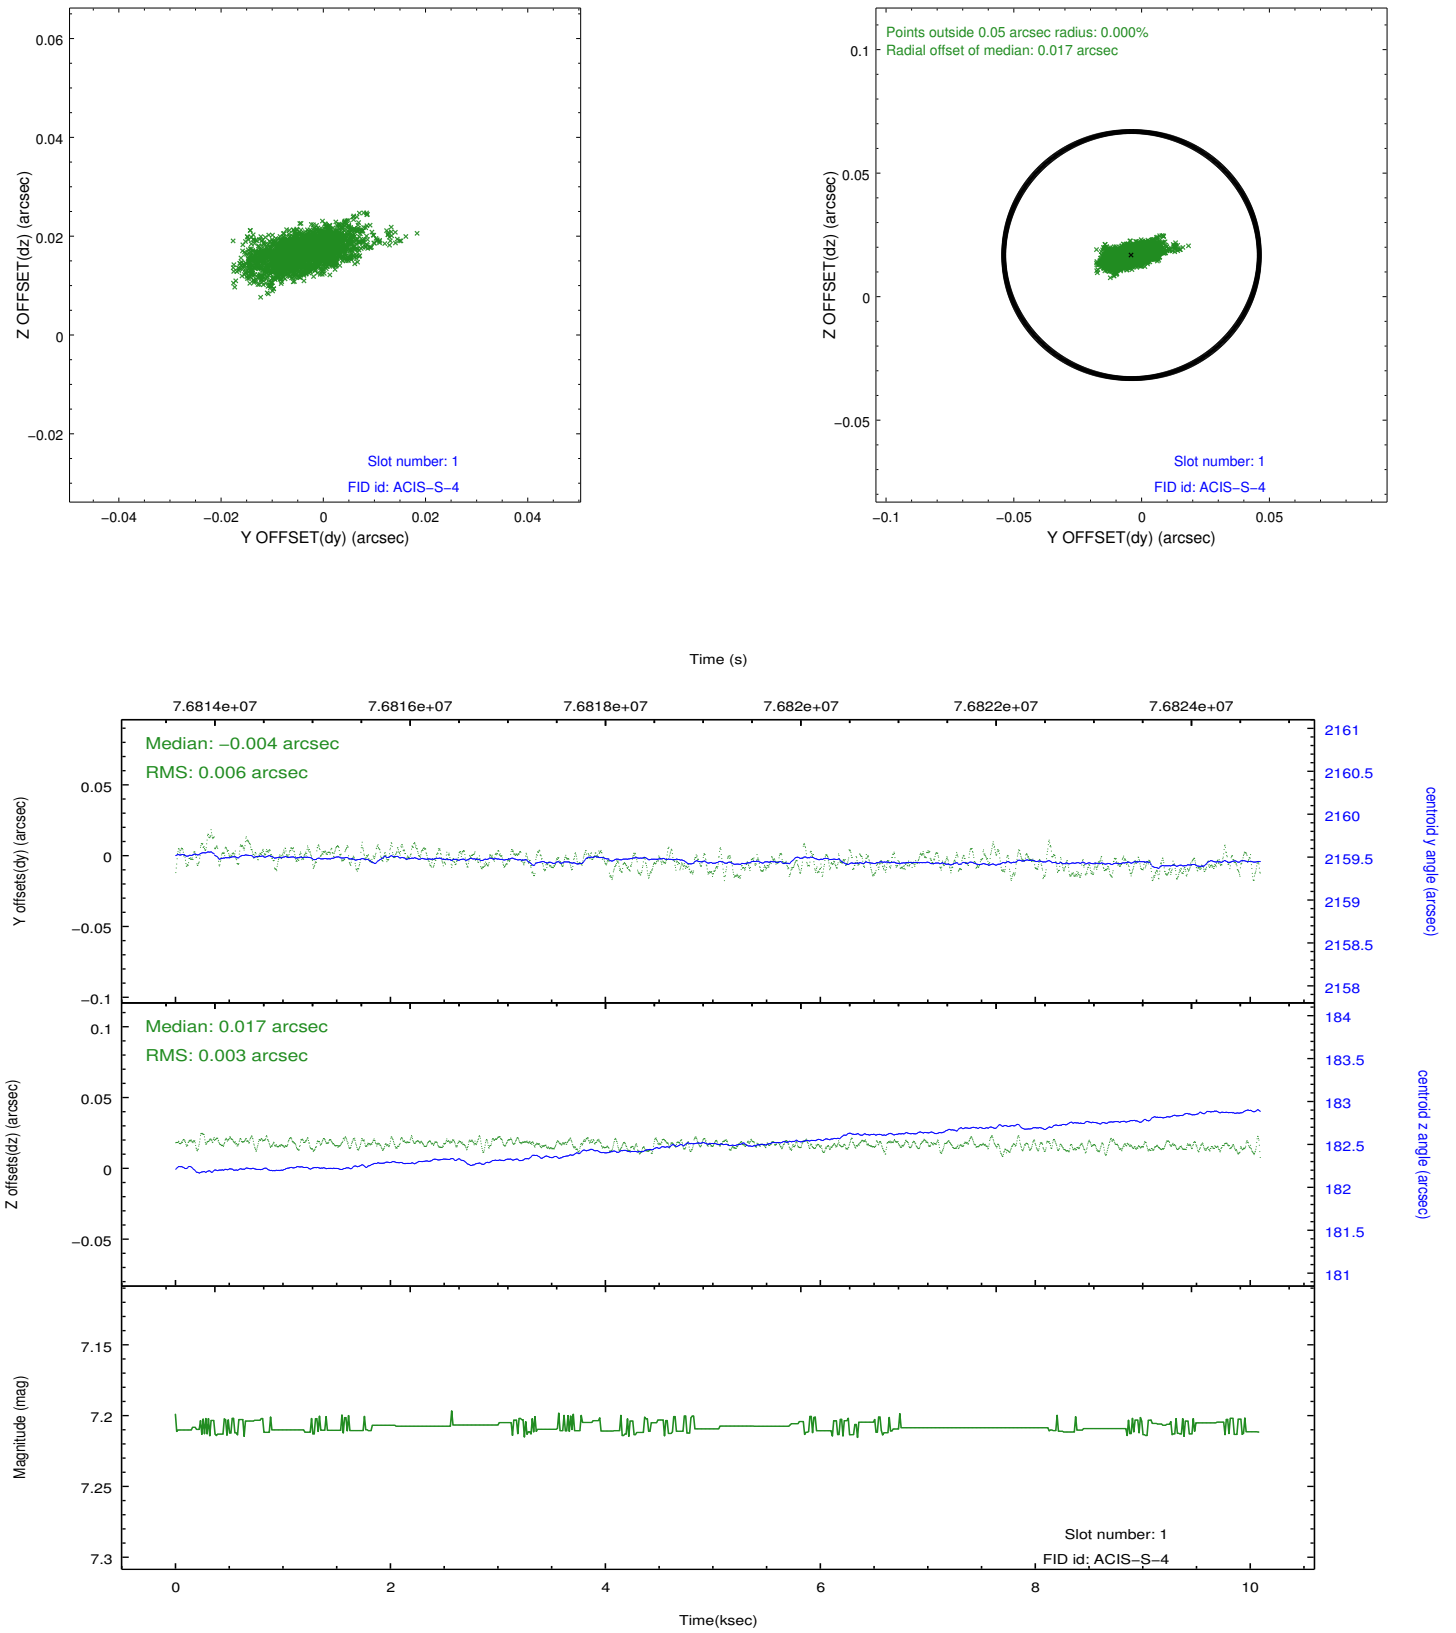 0.06
0.04
0.02
0
−0.02
Z OFFSET(dz) (arcsec)
Slot number: 1
FID id: ACIS−S−4
−0.04 −0.02 0 0.02 0.04
Y OFFSET(dy) (arcsec)
Points outside 0.05 arcsec radius: 0.000%
Radial offset of median: 0.017 arcsec
0.1
0.05
0
−0.05
Z OFFSET(dz) (arcsec)
Slot number: 1
FID id: ACIS−S−4
−0.1 −0.05 0 0.05
Y OFFSET(dy) (arcsec)
Time (s)
7.6814e+07 7.6816e+07 7.6818e+07 7.682e+07 7.6822e+07 7.6824e+07
Median: −0.004 arcsec
RMS: 0.006 arcsec
0.05
0
−0.05
−0.1
Y offsets(dy) (arcsec)
2161
2160.5
2160
2159.5
2159
2158.5
2158
centroid y angle (arcsec)
Median: 0.017 arcsec
RMS: 0.003 arcsec
0.1
0.05
0
−0.05
Z offsets(dz) (arcsec)
184
183.5
183
182.5
182
181.5
181
centroid z angle (arcsec)
7.15
7.2
7.25
7.3
Magnitude (mag)
Slot number: 1
FID id: ACIS−S−4
0 2 4 6 8 10
Time(ksec)